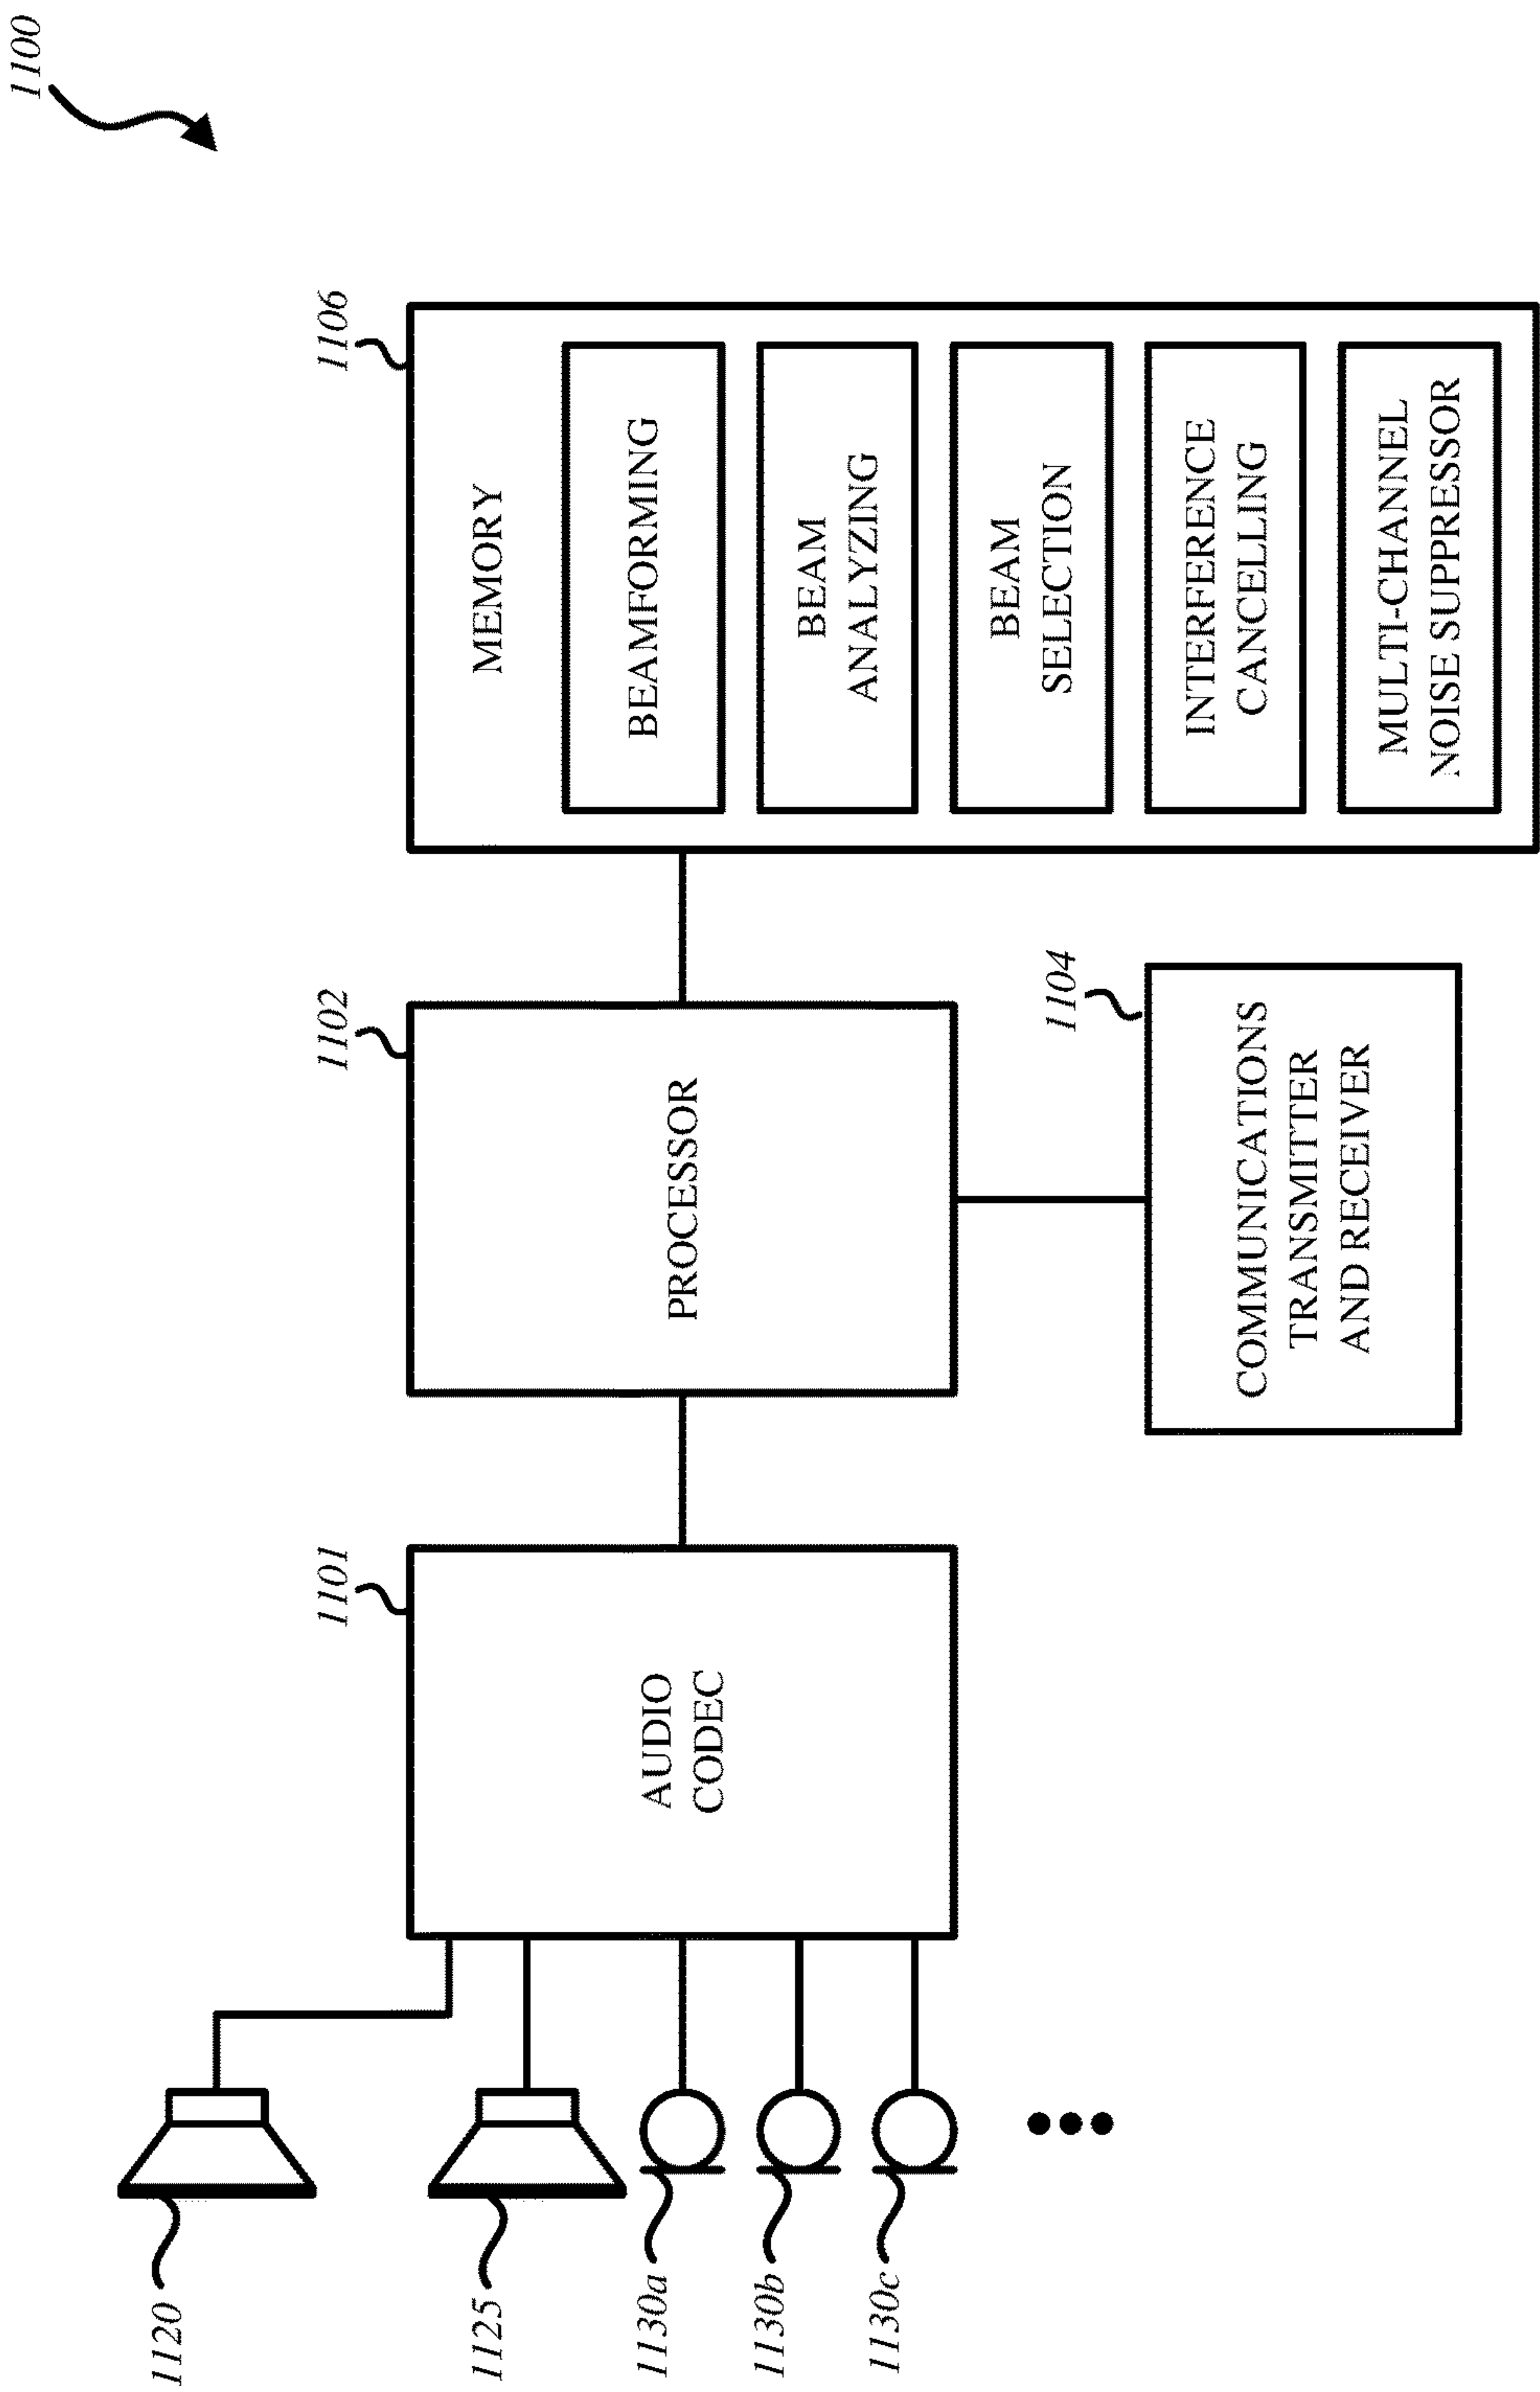 1100
1106
MEMORY
BEAMFORMING
BEAM
ANALYZING
BEAM
SELECTION
INTERFERENCE
CANCELLING
MULTI-CHANNEL
NOISE SUPPRESSOR
1102
PROCESSOR
1104
COMMUNICATIONS
TRANSMITTER
AND RECEIVER
1101
AUDIO
CODEC
1120
1125
1130a
1130b
1130c